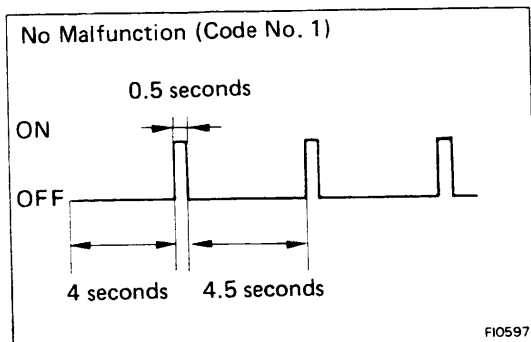 No Malfunction (Code No. 1)
0.5 seconds
ON
OFF
4 seconds
4.5 seconds
FI0597